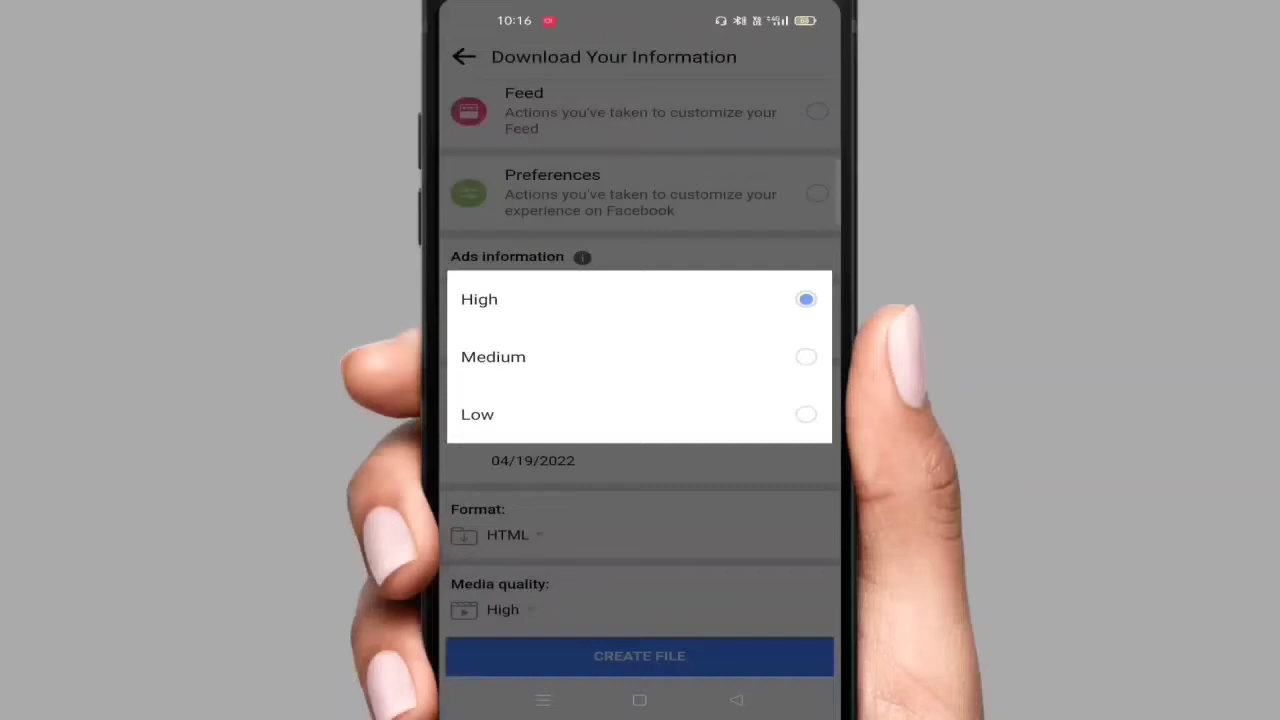 10:16
Download Your Information
Feed
Actions you've taken to customize your
Feed
Preferences
Actions you've taken to customize your
experience on Facebook
Ads information
High
Medium
Low
04/19/2022
Format:
HTML
Media quality:
High
CREATE FILE